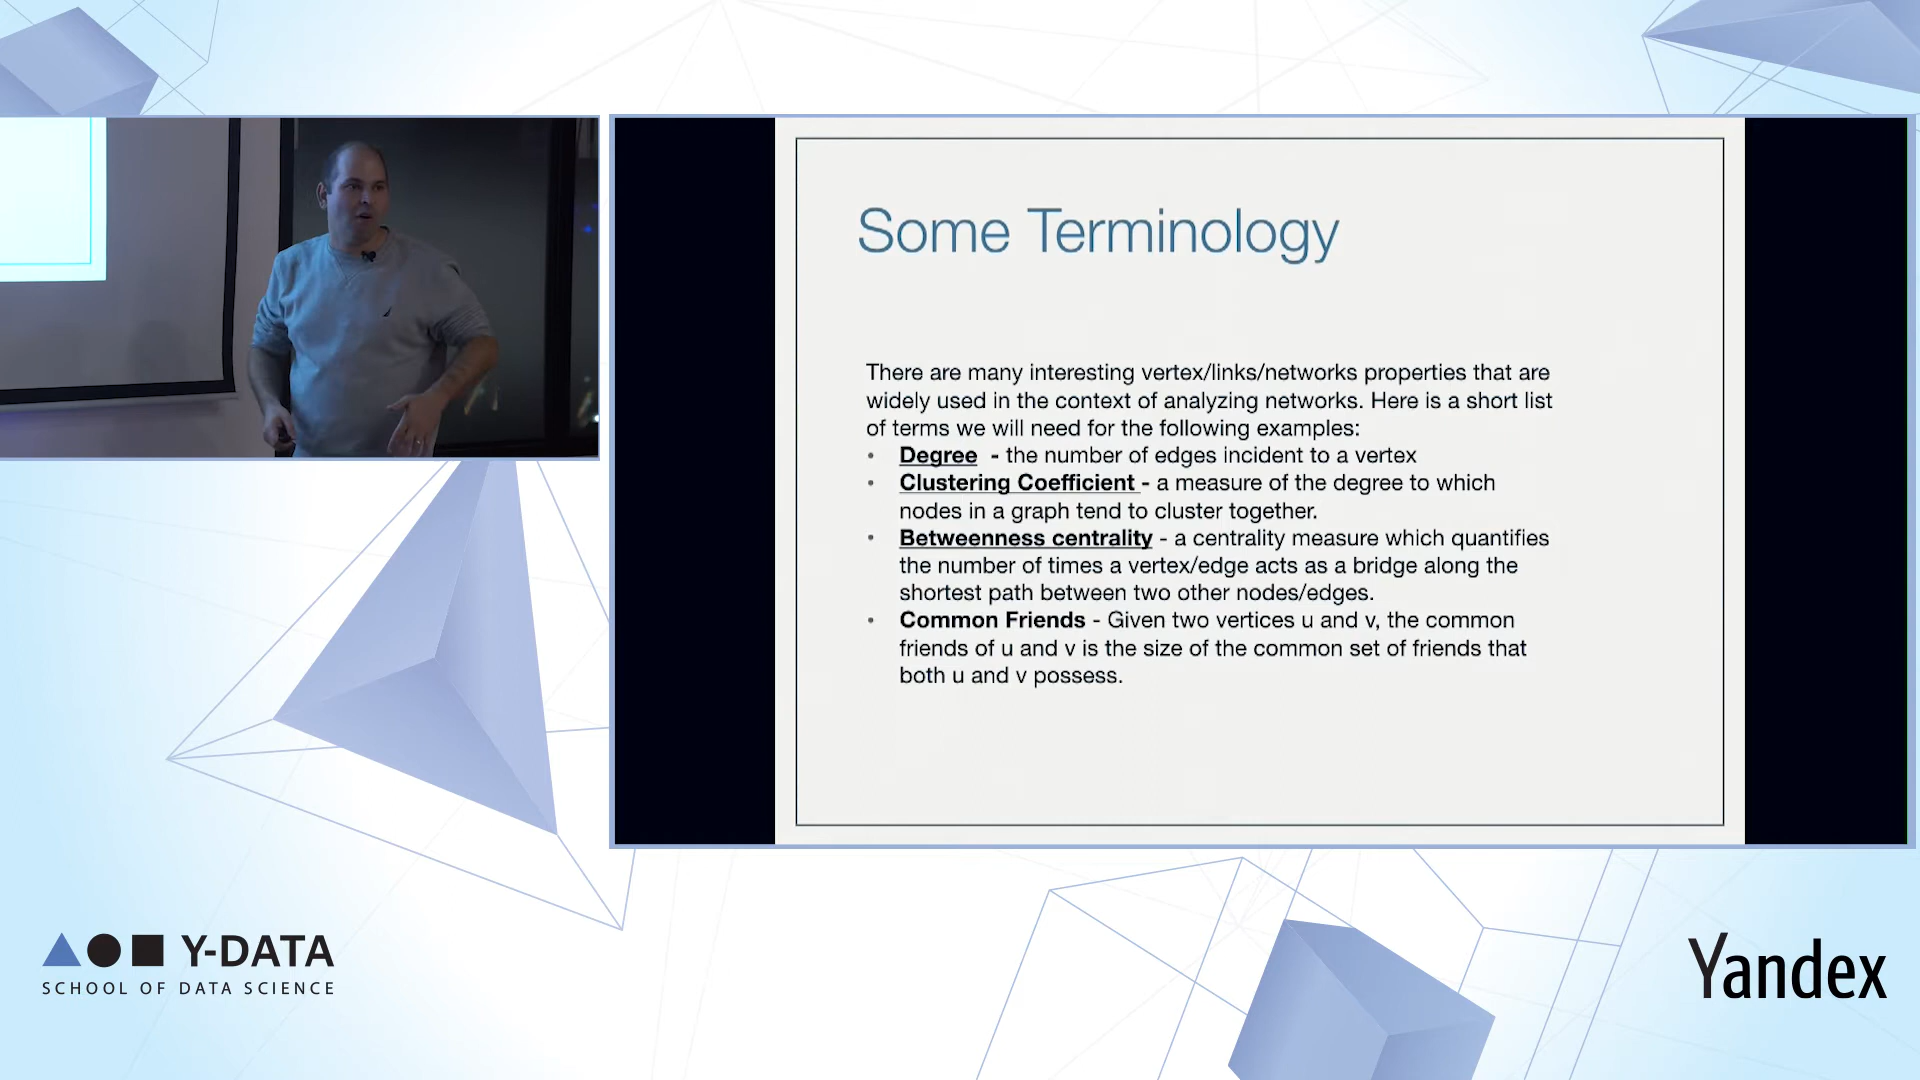 Some Terminology
There are many interesting vertex/links/networks properties that are
widely used in the context of analyzing networks. Here is a short list
of terms we will need for the following examples:
• Degree - the number of edges incident to a vertex
• Clustering Coefficient - a measure of the degree to which
nodes in a graph tend to cluster together.
• Betweenness centrality - a centrality measure which quantifies
the number of times a vertex/edge acts as a bridge along the
shortest path between two other nodes/edges.
• Common Friends - Given two vertices u and v, the common
friends of u and v is the size of the common set of friends that
both u and v possess.
Y-DATA
SCHOOL OF DATA SCIENCE
Yandex